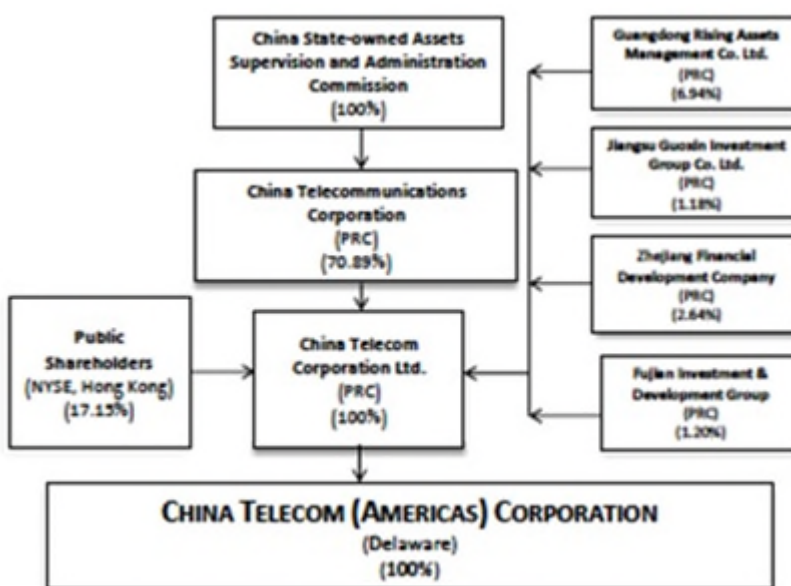 China State-owned Assets
Supervision and Administration
Commission
(100%)
China Telecommunications
Corporation
(PRC)
(70.89%)
Public
Shareholders
(NYSE, Hong Kong)
(17.15%)
China Telecom
Corporation Ltd.
(PRC)
(100%)
Guangdong Rising Assets
Management Co. Ltd.
(PRC)
(6.94%)
Jiangsu Guoxin Investment
Group Co. Ltd.
(PRC)
(1.18%)
Zhejiang Financial
Development Company
(PRC)
(2.64%)
Fujian Investment &
Development Group
(PRC)
(1.20%)
CHINA TELECOM (AMERICAS) CORPORATION
(Delaware)
(100%)